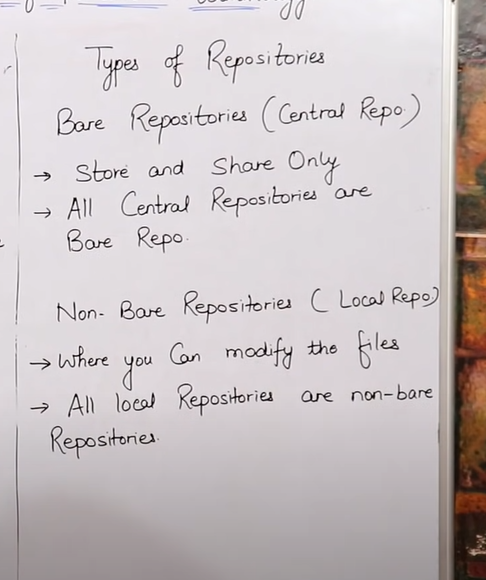 Types of Repositories
Bare Repositories (Central Repo.)
→ Store and Share Only
→ All Central Repositories are
Bare Repo.
Non-Bare Repositories ( Local Repo.)
→ Where you Can modify the files
→ All local Repositories are non-bare
Repositories.